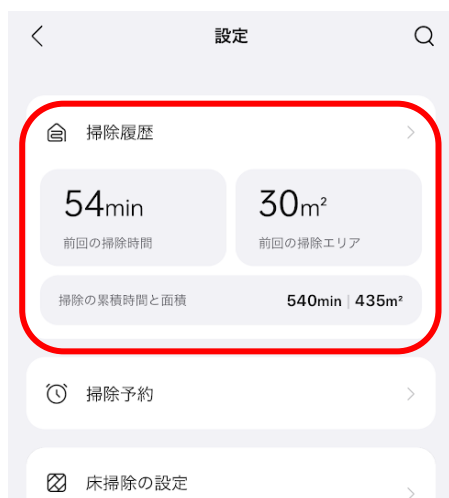 設定
掃除履歴
54min
30m²
前回の掃除時間
前回の掃除エリア
掃除の累積時間と面積 540min | 435m²
掃除予約
床掃除の設定